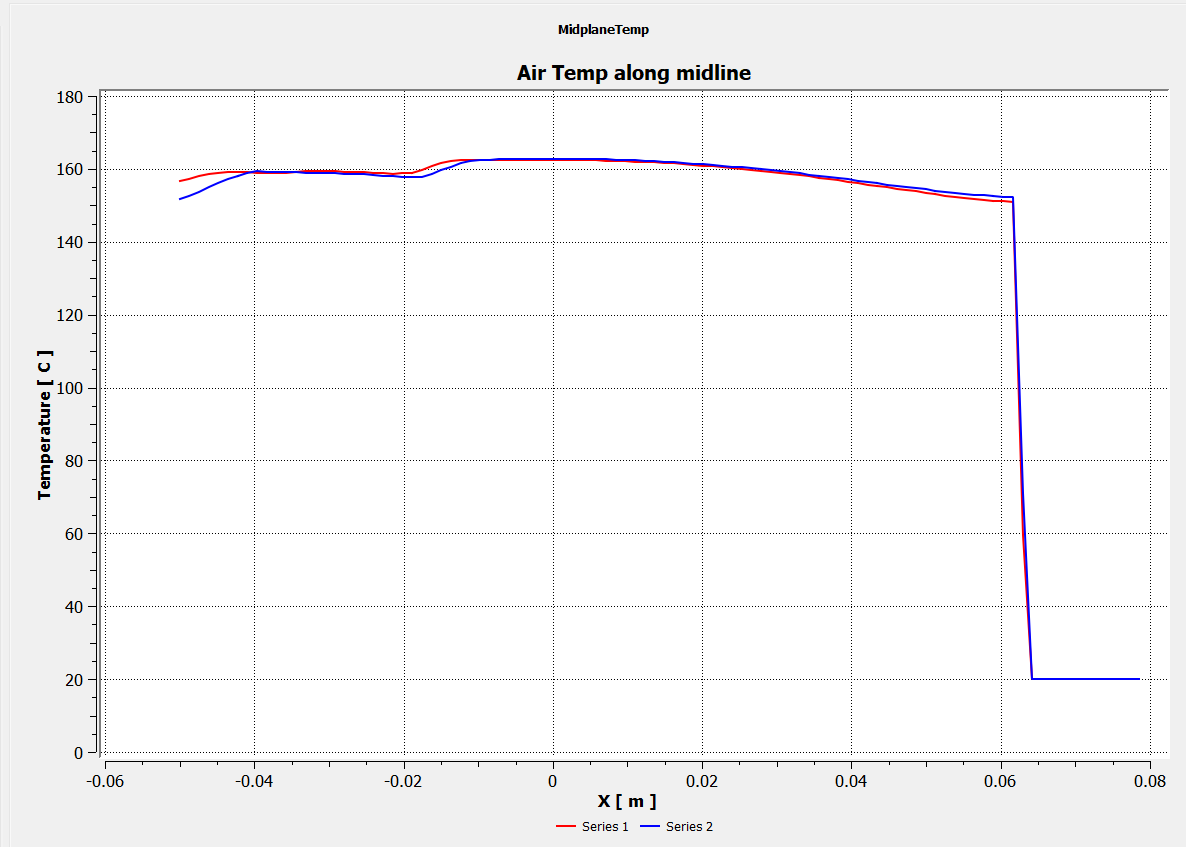 MidplaneTemp
Air Temp along midline
180
160
140
120
100
80
60
40
20
0
Temperature [ C ]
-0.06 -0.04 -0.02 0 0.02 0.04 0.06 0.08
X [ m ]
Series 1 Series 2